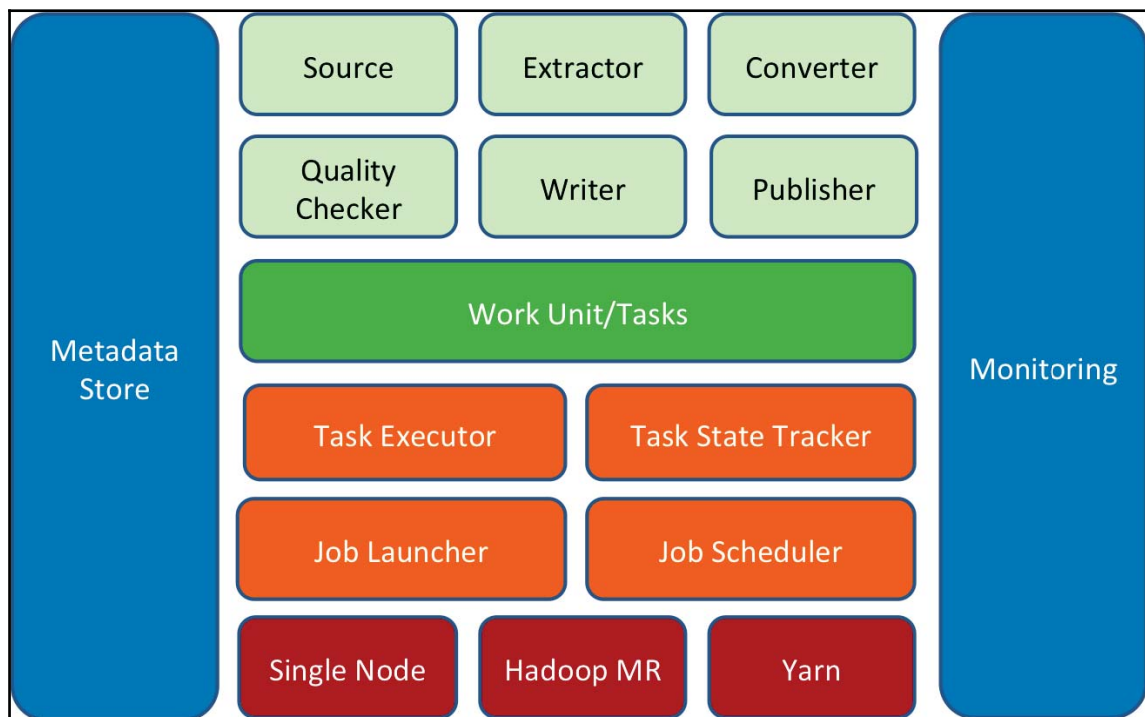 Source
Extractor
Converter
Quality
Checker
Writer
Publisher
Work Unit/Tasks
Metadata
Store
Monitoring
Task Executor
Task State Tracker
Job Launcher
Job Scheduler
Single Node
Hadoop MR
Yarn